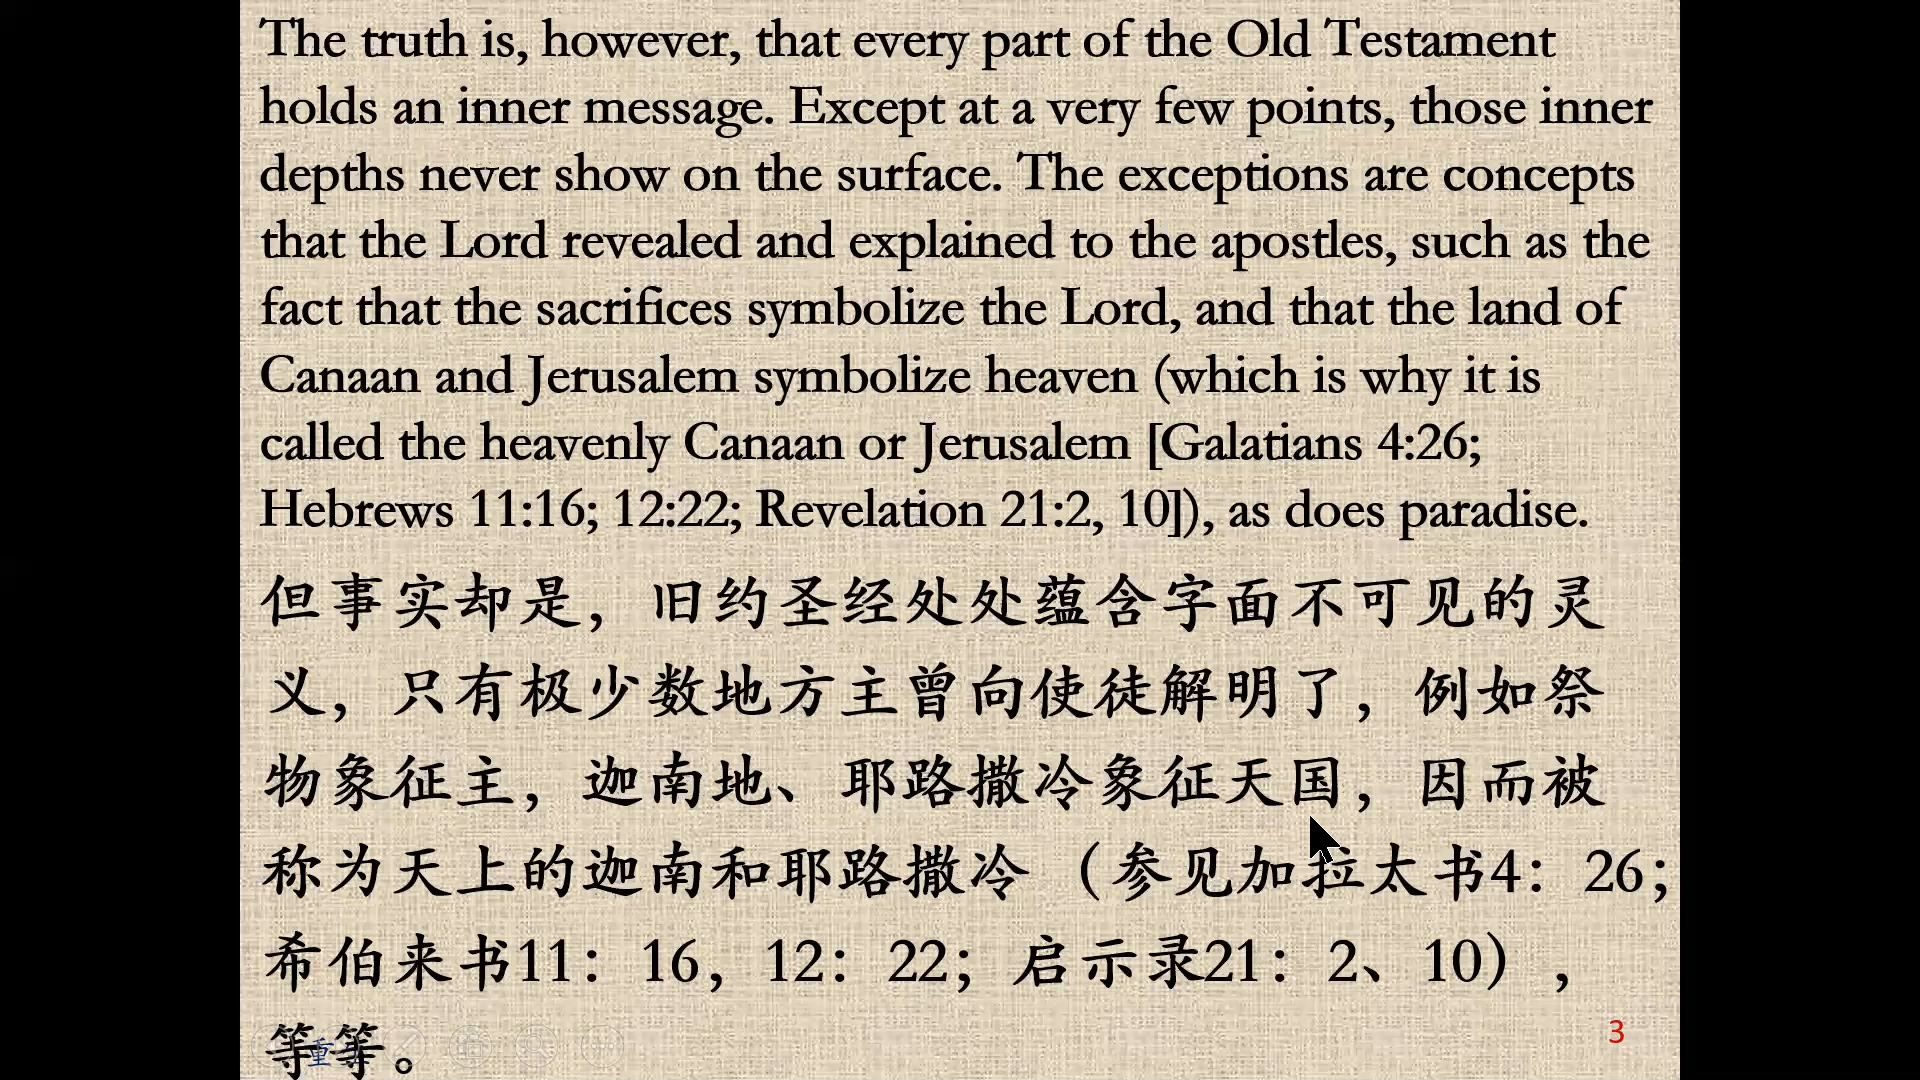 The truth is, however, that every part of the Old Testament
holds an inner message. Except at a very few points, those inner
depths never show on the surface. The exceptions are concepts
that the Lord revealed and explained to the apostles, such as the
fact that the sacrifices symbolize the Lord, and that the land of
Canaan and Jerusalem symbolize heaven (which is why it is
called the heavenly Canaan or Jerusalem [Galatians 4:26;
Hebrews 11:16; 12:22; Revelation 21:2, 10]), as does paradise.
但事实却是，旧约圣经处处蕴含字面不可见的灵
义，只有极少数地方主曾向使徒解明了，例如祭
物象征主，迦南地、耶路撒冷象征天国，因而被
称为天上的迦南和耶路撒冷（参见加拉太书4：26；
希伯来书11：16，12：22；启示录21：2、10），
等等。
3